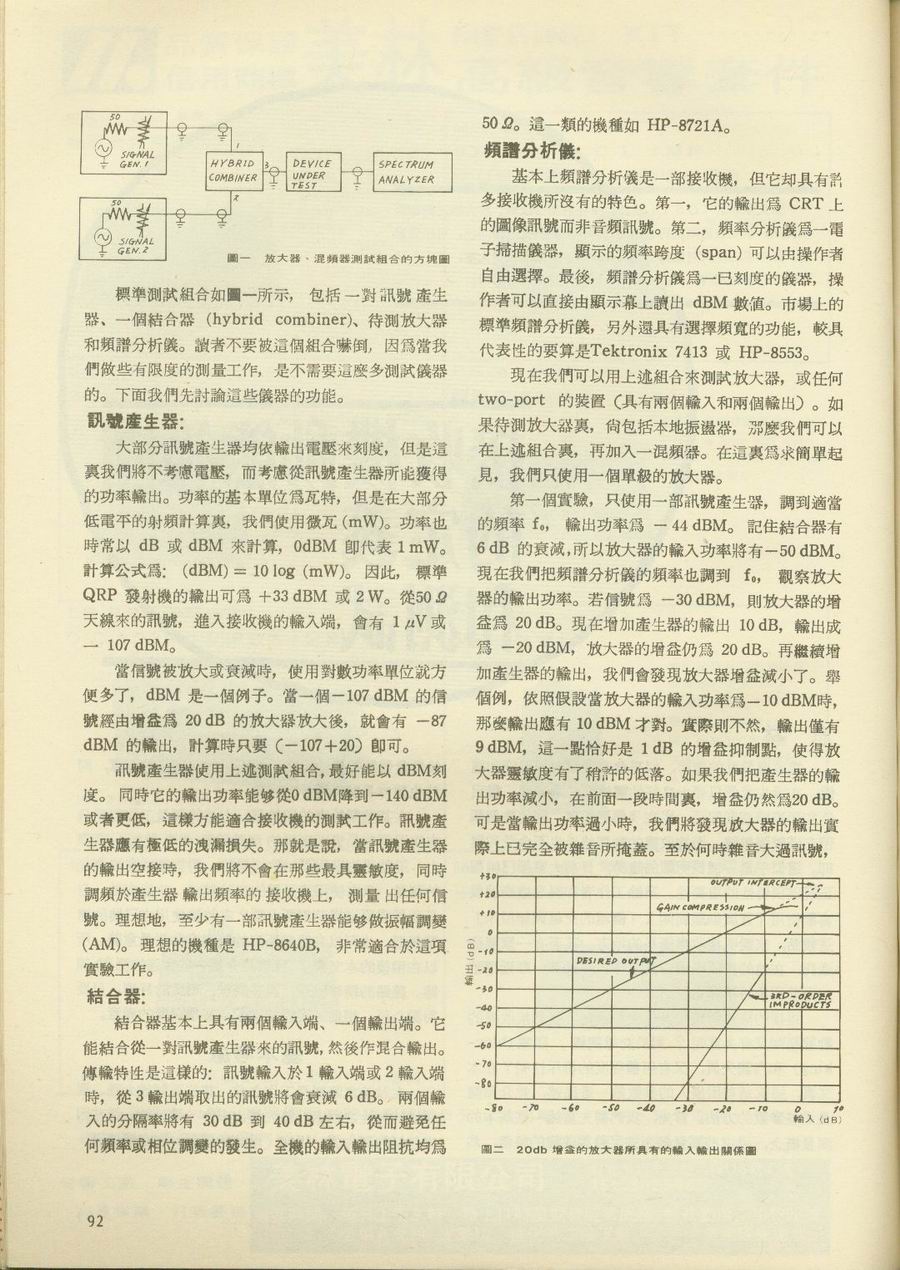 50
SIGNAL
GEN. 1
1
HYBRID
COMBINER
3
DEVICE
UNDER
TEST
SPECTRUM
ANALYZER
2
50
SIGNAL
GEN. 2
圖一　放大器、混頻器測試組合的方塊圖
標準測試組合如圖一所示，包括一對訊號產生
器、一個結合器 (hybrid combiner)、待測放大器
和頻譜分析儀。讀者不要被這個組合嚇倒，因爲當我
們做些有限度的測量工作，是不需要這麼多測試儀器
的。下面我們先討論這些儀器的功能。
訊號產生器：
大部分訊號產生器均依輸出電壓來刻度，但是這
裏我們將不考慮電壓，而考慮從訊號產生器所能獲得
的功率輸出。功率的基本單位爲瓦特，但是在大部分
低電平的射頻計算裏，我們使用微瓦 (mW)。功率也
時常以 dB 或 dBM 來計算，0dBM 卽代表 1 mW。
計算公式爲： (dBM) = 10 log (mW)。因此，標準
QRP 發射機的輸出可爲 +33 dBM 或 2 W。從50 Ω
天線來的訊號，進入接收機的輸入端，會有 1 μV 或
－ 107 dBM。
當信號被放大或衰減時，使用對數功率單位就方
便多了，dBM 是一個例子。當一個－107 dBM 的信
號經由增益爲 20 dB 的放大器放大後，就會有 －87
dBM 的輸出，計算時只要（－107+20）卽可。
訊號產生器使用上述測試組合，最好能以 dBM刻
度。同時它的輸出功率能够從0 dBM降到－140 dBM
或者更低，這樣方能適合接收機的測試工作。訊號產
生器應有極低的洩漏損失。那就是說，當訊號產生器
的輸出空接時，我們將不會在那些最具靈敏度，同時
調頻於產生器輸出頻率的接收機上，測量出任何信
號。理想地，至少有一部訊號產生器能够做振幅調變
(AM)。理想的機種是 HP-8640B，非常適合於這項
實驗工作。
結合器：
結合器基本上具有兩個輸入端、一個輸出端。它
能結合從一對訊號產生器來的訊號，然後作混合輸出。
傳輸特性是這樣的：訊號輸入於 1 輸入端或 2 輸入端
時，從 3 輸出端取出的訊號將會衰減 6 dB。兩個輸
入的分隔率將有 30 dB 到 40 dB 左右，從而避免任
何頻率或相位調變的發生。全機的輸入輸出阻抗均爲
50 Ω。這一類的機種如 HP-8721A。
頻譜分析儀：
基本上頻譜分析儀是一部接收機，但它却具有許
多接收機所沒有的特色。第一，它的輸出爲 CRT 上
的圖像訊號而非音頻訊號。第二，頻率分析儀爲一電
子掃描儀器，顯示的頻率跨度 (span) 可以由操作者
自由選擇。最後，頻譜分析儀爲一已刻度的儀器，操
作者可以直接由顯示幕上讀出 dBM 數值。市場上的
標準頻譜分析儀，另外還具有選擇頻寬的功能，較具
代表性的要算是Tektronix 7413 或 HP-8553。
現在我們可以用上述組合來測試放大器，或任何
two-port 的裝置（具有兩個輸入和兩個輸出）。如
果待測放大器裏，尙包括本地振盪器，那麼我們可以
在上述組合裏，再加入一混頻器。在這裏爲求簡單起
見，我們只使用一個單級的放大器。
第一個實驗，只使用一部訊號產生器，調到適當
的頻率 f₀，輸出功率爲 － 44 dBM。記住結合器有
6 dB 的衰減，所以放大器的輸入功率將有－50 dBM。
現在我們把頻譜分析儀的頻率也調到 f₀，觀察放大
器的輸出功率。若信號爲 －30 dBM，則放大器的增
益爲 20 dB。現在增加產生器的輸出 10 dB，輸出成
爲 －20 dBM，放大器的增益仍爲 20 dB。再繼續增
加產生器的輸出，我們會發現放大器增益減小了。舉
個例，依照假設當放大器的輸入功率爲－10 dBM時，
那麼輸出應有 10 dBM 才對。實際則不然，輸出僅有
9 dBM，這一點恰好是 1 dB 的增益抑制點，使得放
大器靈敏度有了稍許的低落。如果我們把產生器的輸
出功率減小，在前面一段時間裏，增益仍然爲20 dB。
可是當輸出功率過小時，我們將發現放大器的輸出實
際上已完全被雜音所掩蓋。至於何時雜音大過訊號，
+30
+20
+10
0
-10
-20
-30
-40
-50
-60
-70
-80
輸出 (dB)
OUTPUT INTERCEPT
GAIN COMPRESSION
DESIRED OUTPUT
3RD-ORDER
IM PRODUCTS
-80 -70 -60 -50 -40 -30 -20 -10 0 10
輸入 (dB)
圖二　20db 增益的放大器所具有的輸入輸出關係圖
92